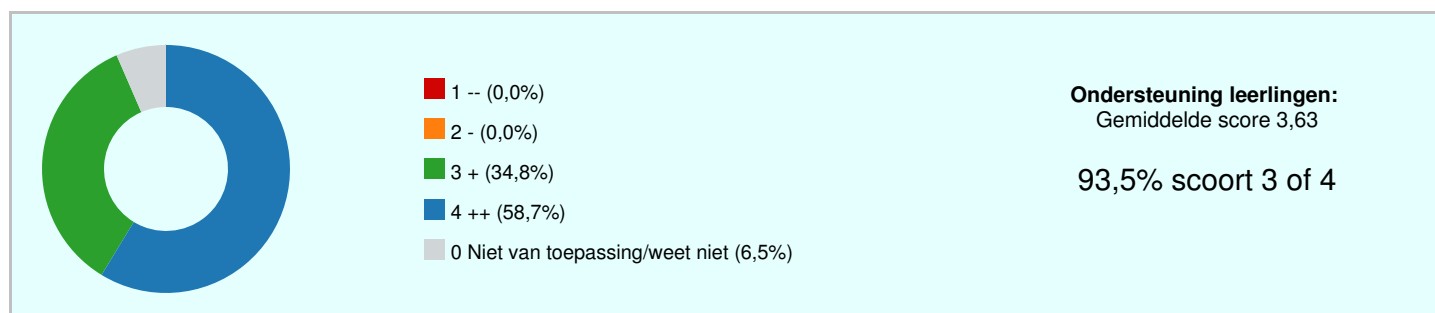 1 -- (0,0%)
2 - (0,0%)
3 + (34,8%)
4 ++ (58,7%)
0 Niet van toepassing/weet niet (6,5%)
Ondersteuning leerlingen:
Gemiddelde score 3,63
93,5% scoort 3 of 4